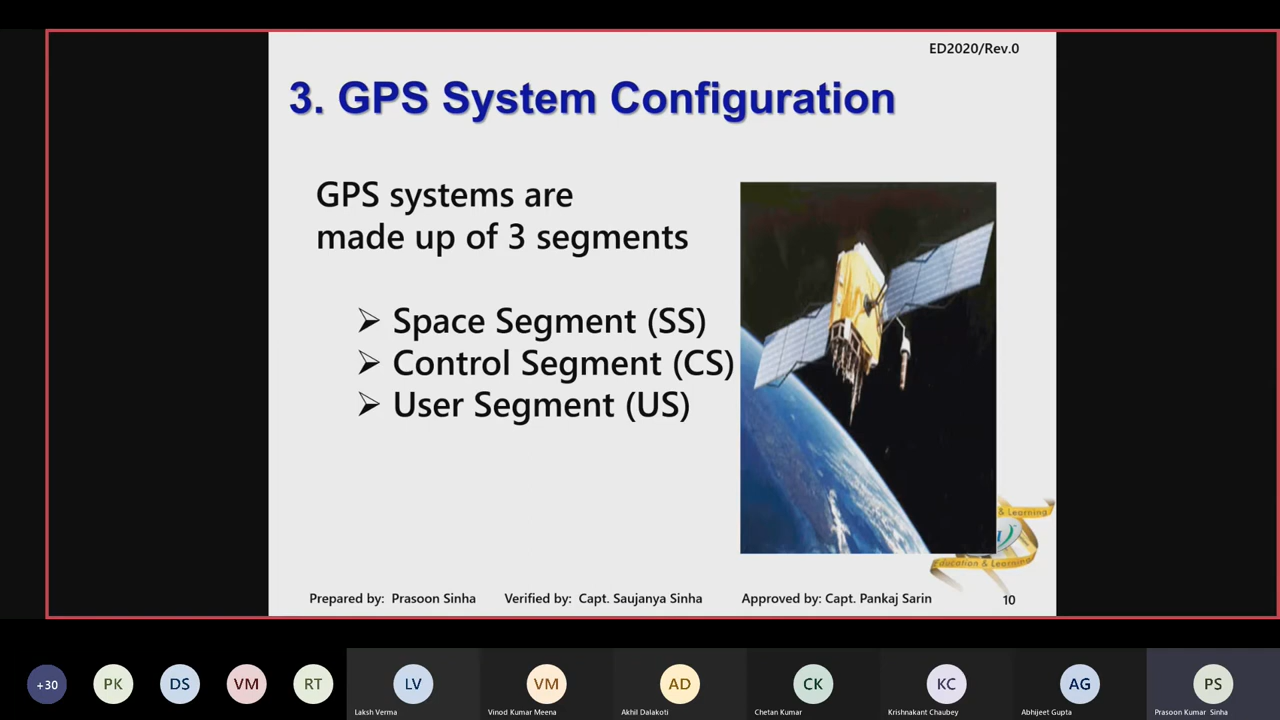 ED2020/Rev.0
3. GPS System Configuration
GPS systems are
made up of 3 segments
➢ Space Segment (SS)
➢ Control Segment (CS)
➢ User Segment (US)
& Learning
Education & Learning
Prepared by: Prasoon Sinha Verified by: Capt. Saujanya Sinha Approved by: Capt. Pankaj Sarin 10
+30 PK DS VM RT LV VM AD CK KC AG PS
Laksh Verma Vinod Kumar Meena Akhil Dalakoti Chetan Kumar Krishnakant Chaubey Abhijeet Gupta Prasoon Kumar Sinha